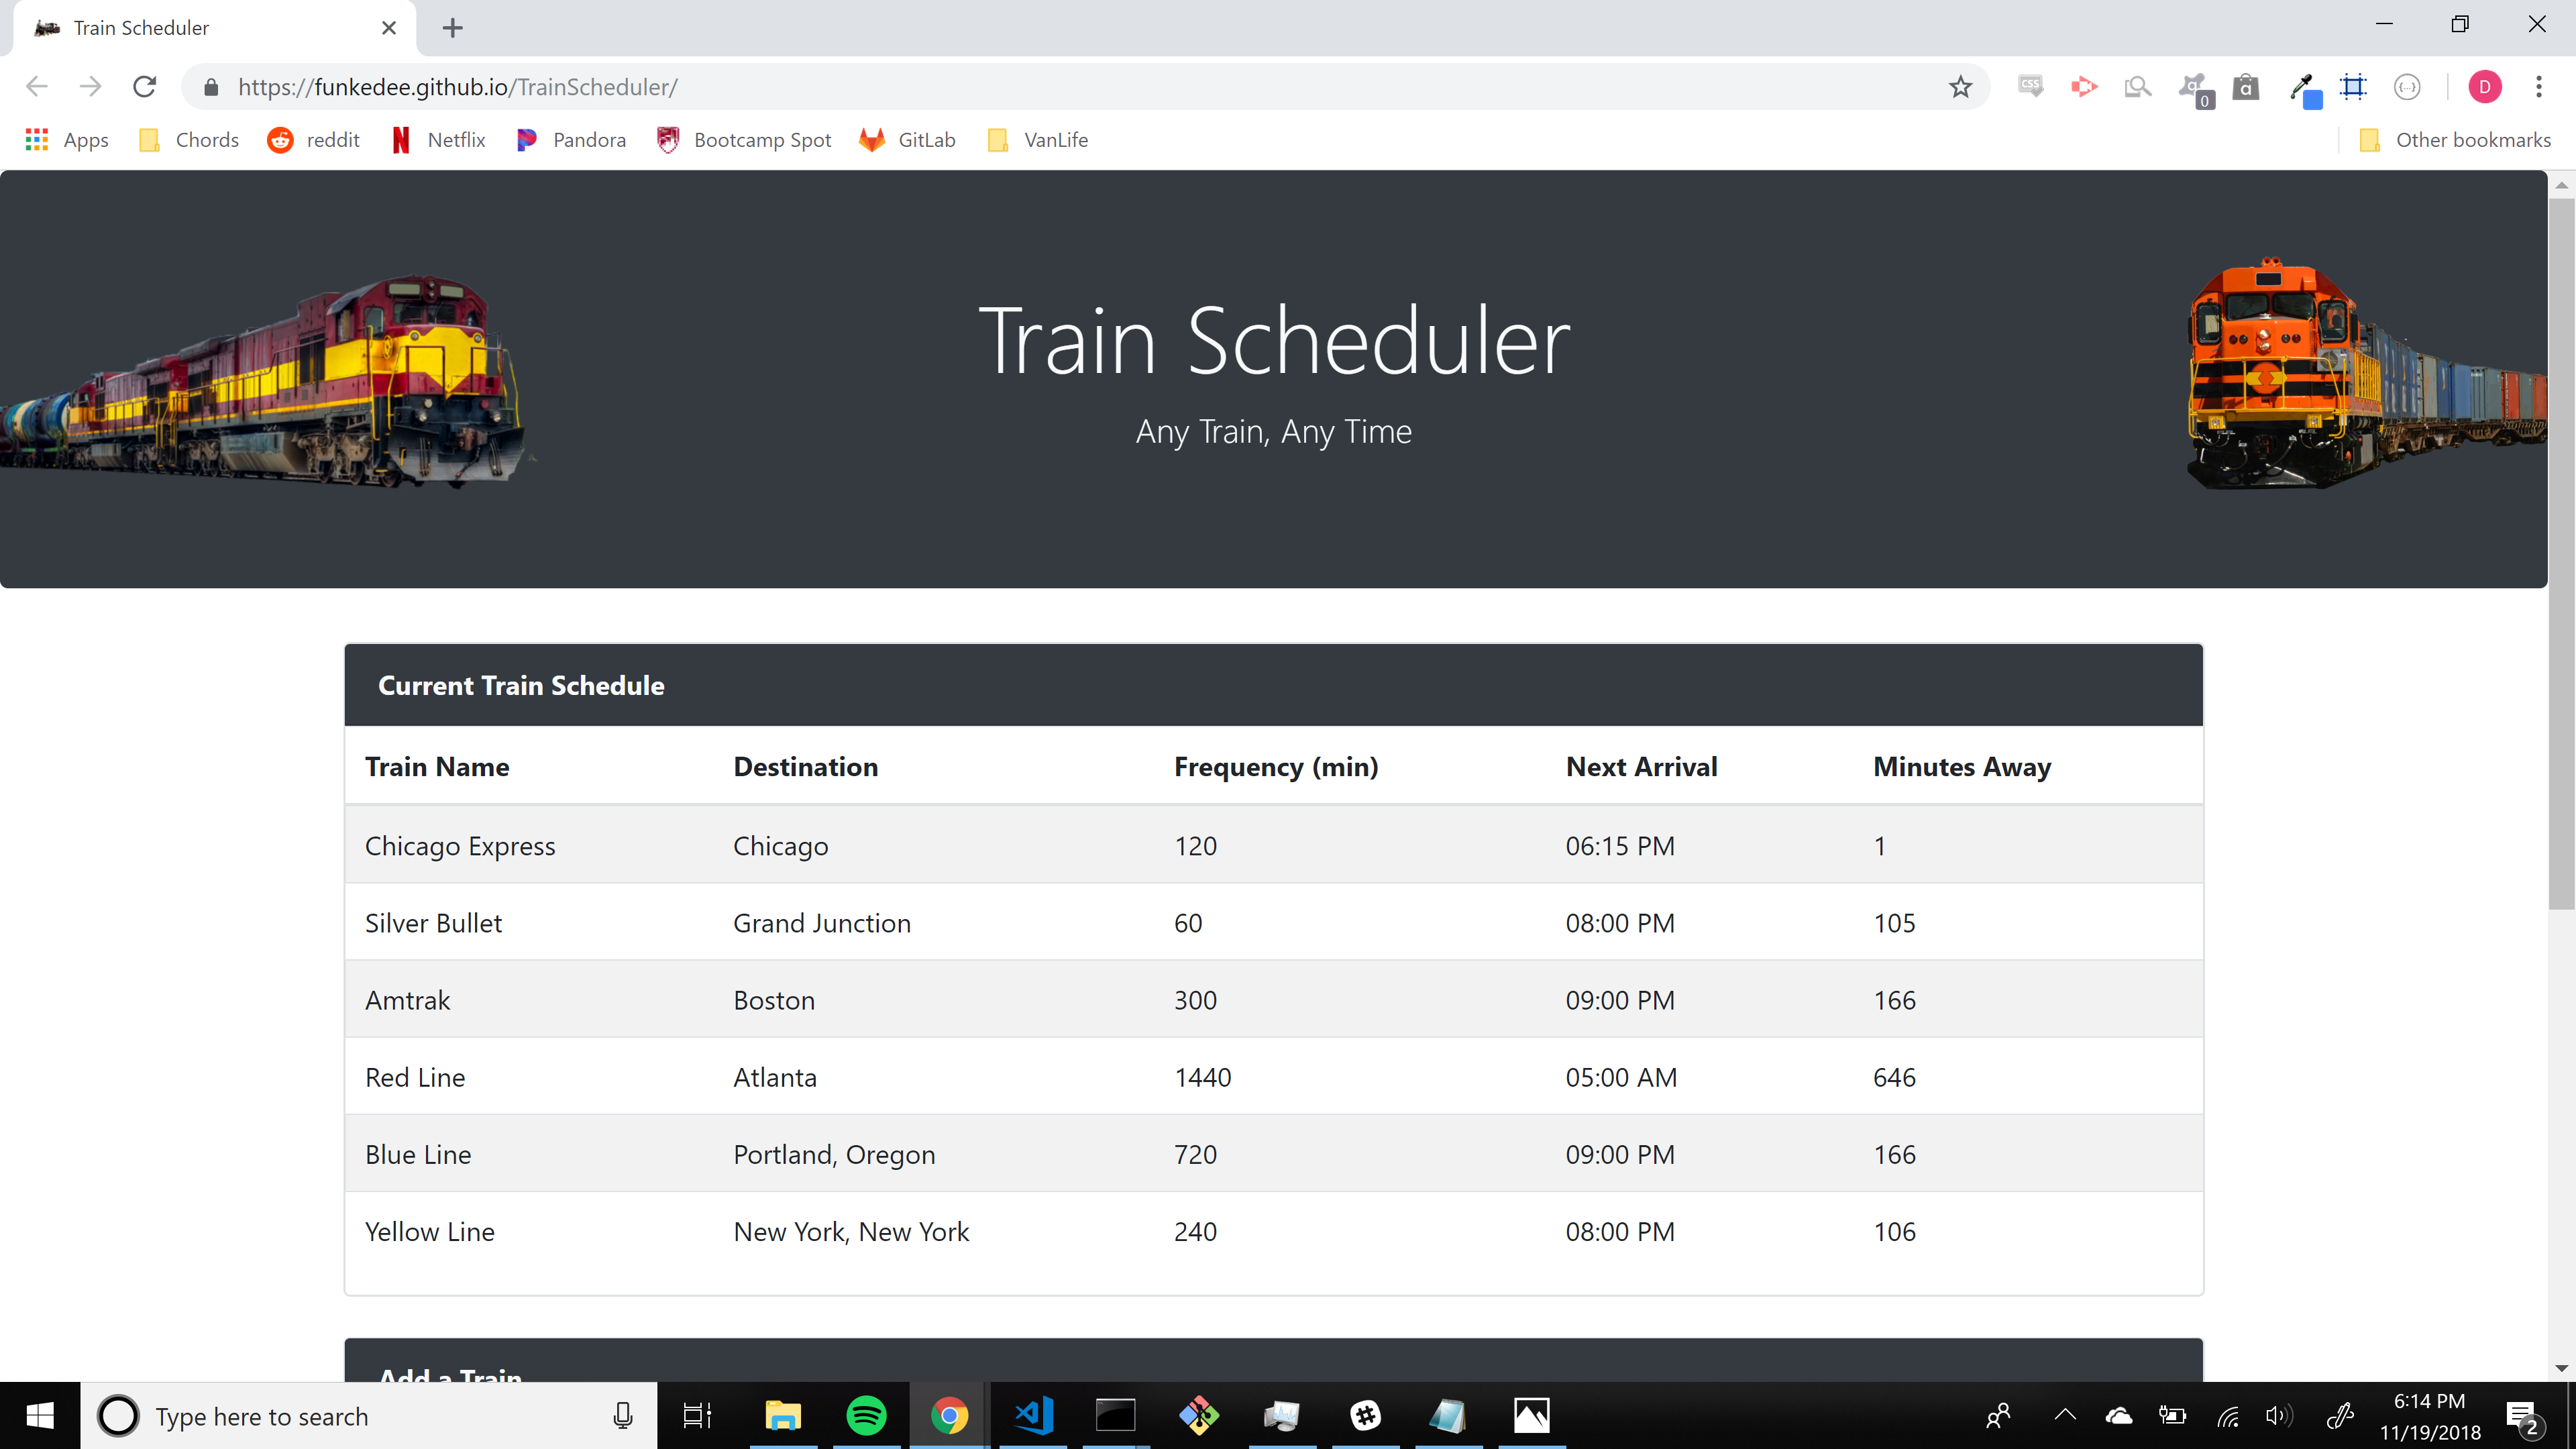 Train Scheduler
https://funkedee.github.io/TrainScheduler/
CSS
0
a
{...}
D
Apps Chords reddit Netflix Pandora Bootcamp Spot GitLab VanLife Other bookmarks
Train Scheduler
Any Train, Any Time
Current Train Schedule
Train Name Destination Frequency (min) Next Arrival Minutes Away
Chicago Express Chicago 120 06:15 PM 1
Silver Bullet Grand Junction 60 08:00 PM 105
Amtrak Boston 300 09:00 PM 166
Red Line Atlanta 1440 05:00 AM 646
Blue Line Portland, Oregon 720 09:00 PM 166
Yellow Line New York, New York 240 08:00 PM 106
Add a Train
Type here to search
6:14 PM
11/19/2018
2